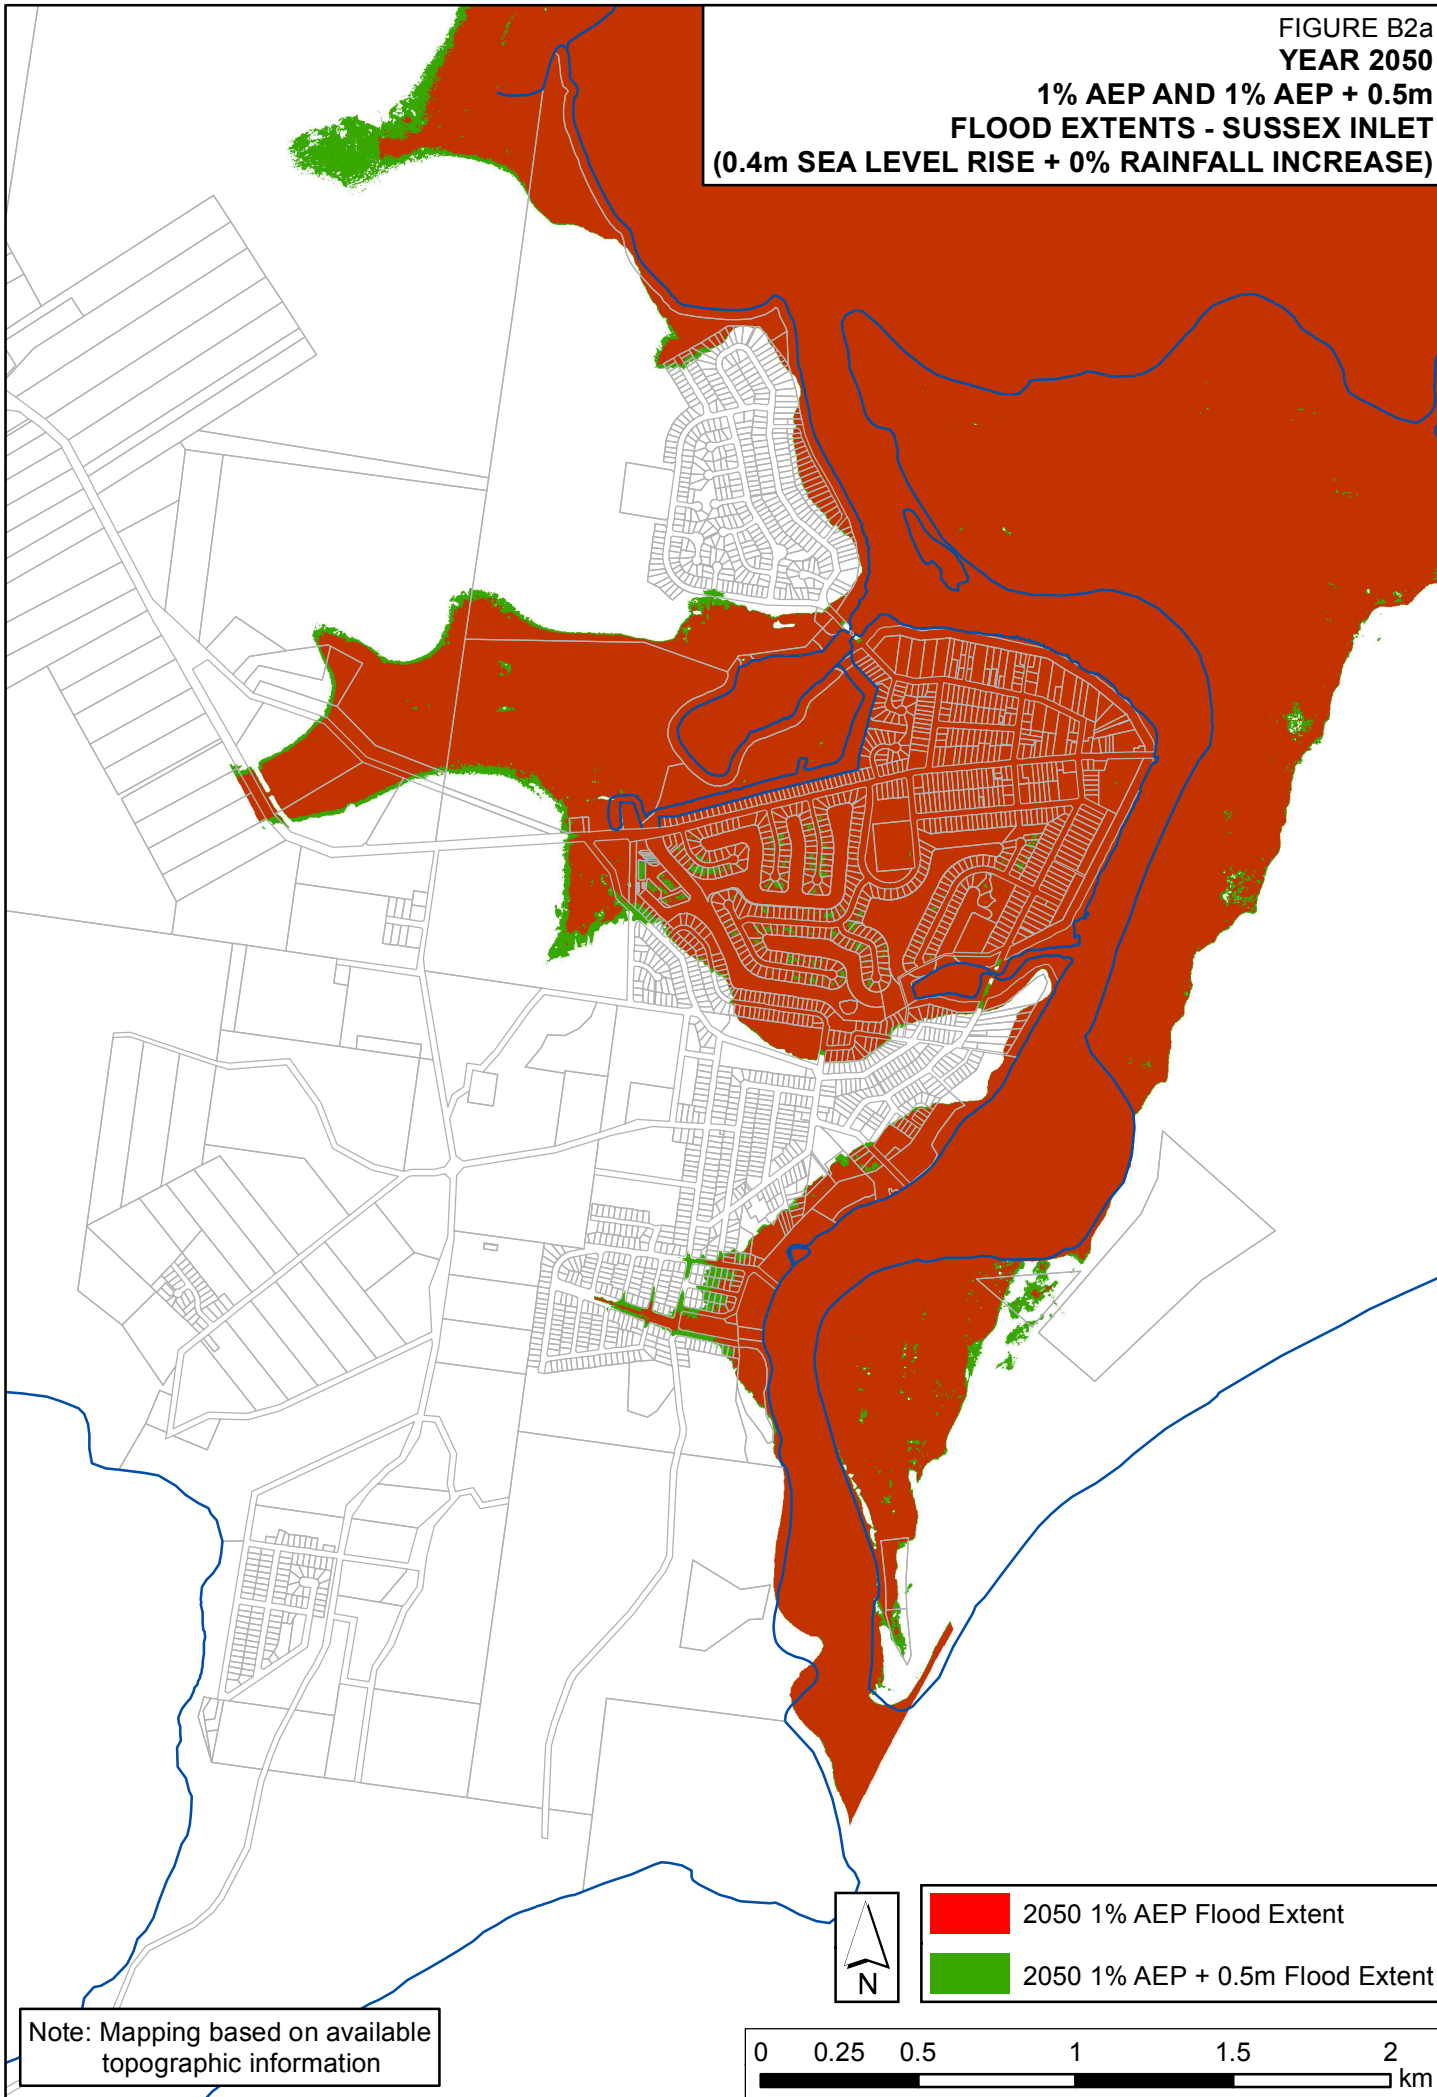 FIGURE B2a
YEAR 2050
1% AEP AND 1% AEP + 0.5m
FLOOD EXTENTS - SUSSEX INLET
(0.4m SEA LEVEL RISE + 0% RAINFALL INCREASE)
N
2050 1% AEP Flood Extent
2050 1% AEP + 0.5m Flood Extent
Note: Mapping based on available
topographic information
0 0.25 0.5 1 1.5 2
km